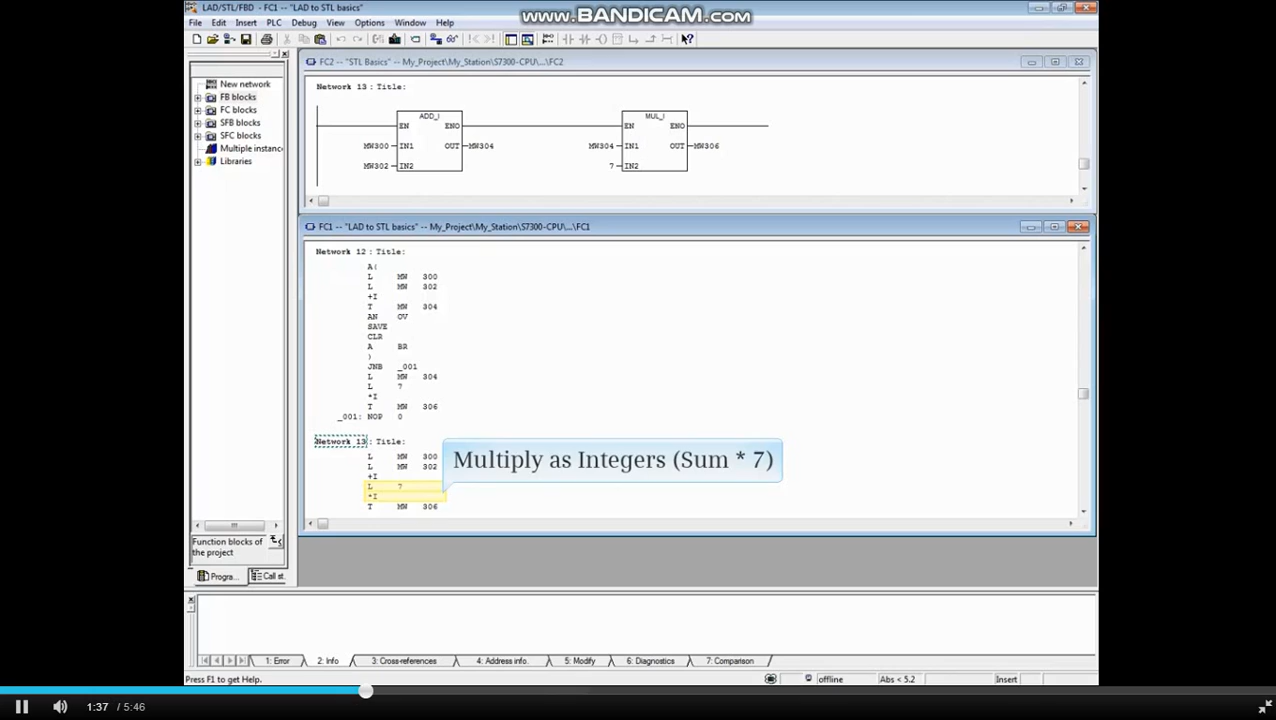 LAD/STL/FBD - FC1 -- "LAD to STL basics"
www.BANDICAM.com
File Edit Insert PLC Debug View Options Window Help
New network
FB blocks
FC blocks
SFB blocks
SFC blocks
Multiple instanc
Libraries
Function blocks of
the project
Progra... Call st.
FC2 -- "STL Basics" -- My_Project\My_Station\S7300-CPU\...\FC2
Network 13 : Title:
ADD_I MUL_I
EN ENO EN ENO
MW300 IN1 OUT MW304 MW304 IN1 OUT MW306
MW302 IN2 7 IN2
FC1 -- "LAD to STL basics" -- My_Project\My_Station\S7300-CPU\...\FC1
Network 12 : Title:
A(
L MW 300
L MW 302
+I
T MW 304
AN OV
SAVE
CLR
A BR
)
JNB _001
L MW 304
L 7
*I
T MW 306
_001: NOP 0
Network 13 : Title:
L MW 300
L MW 302
+I
L 7
*I
T MW 306
Multiply as Integers (Sum * 7)
1: Error 2: Info 3: Cross-references 4: Address info. 5: Modify 6: Diagnostics 7: Comparison
Press F1 to get Help. offline Abs < 5.2 Insert
1:37 / 5:46